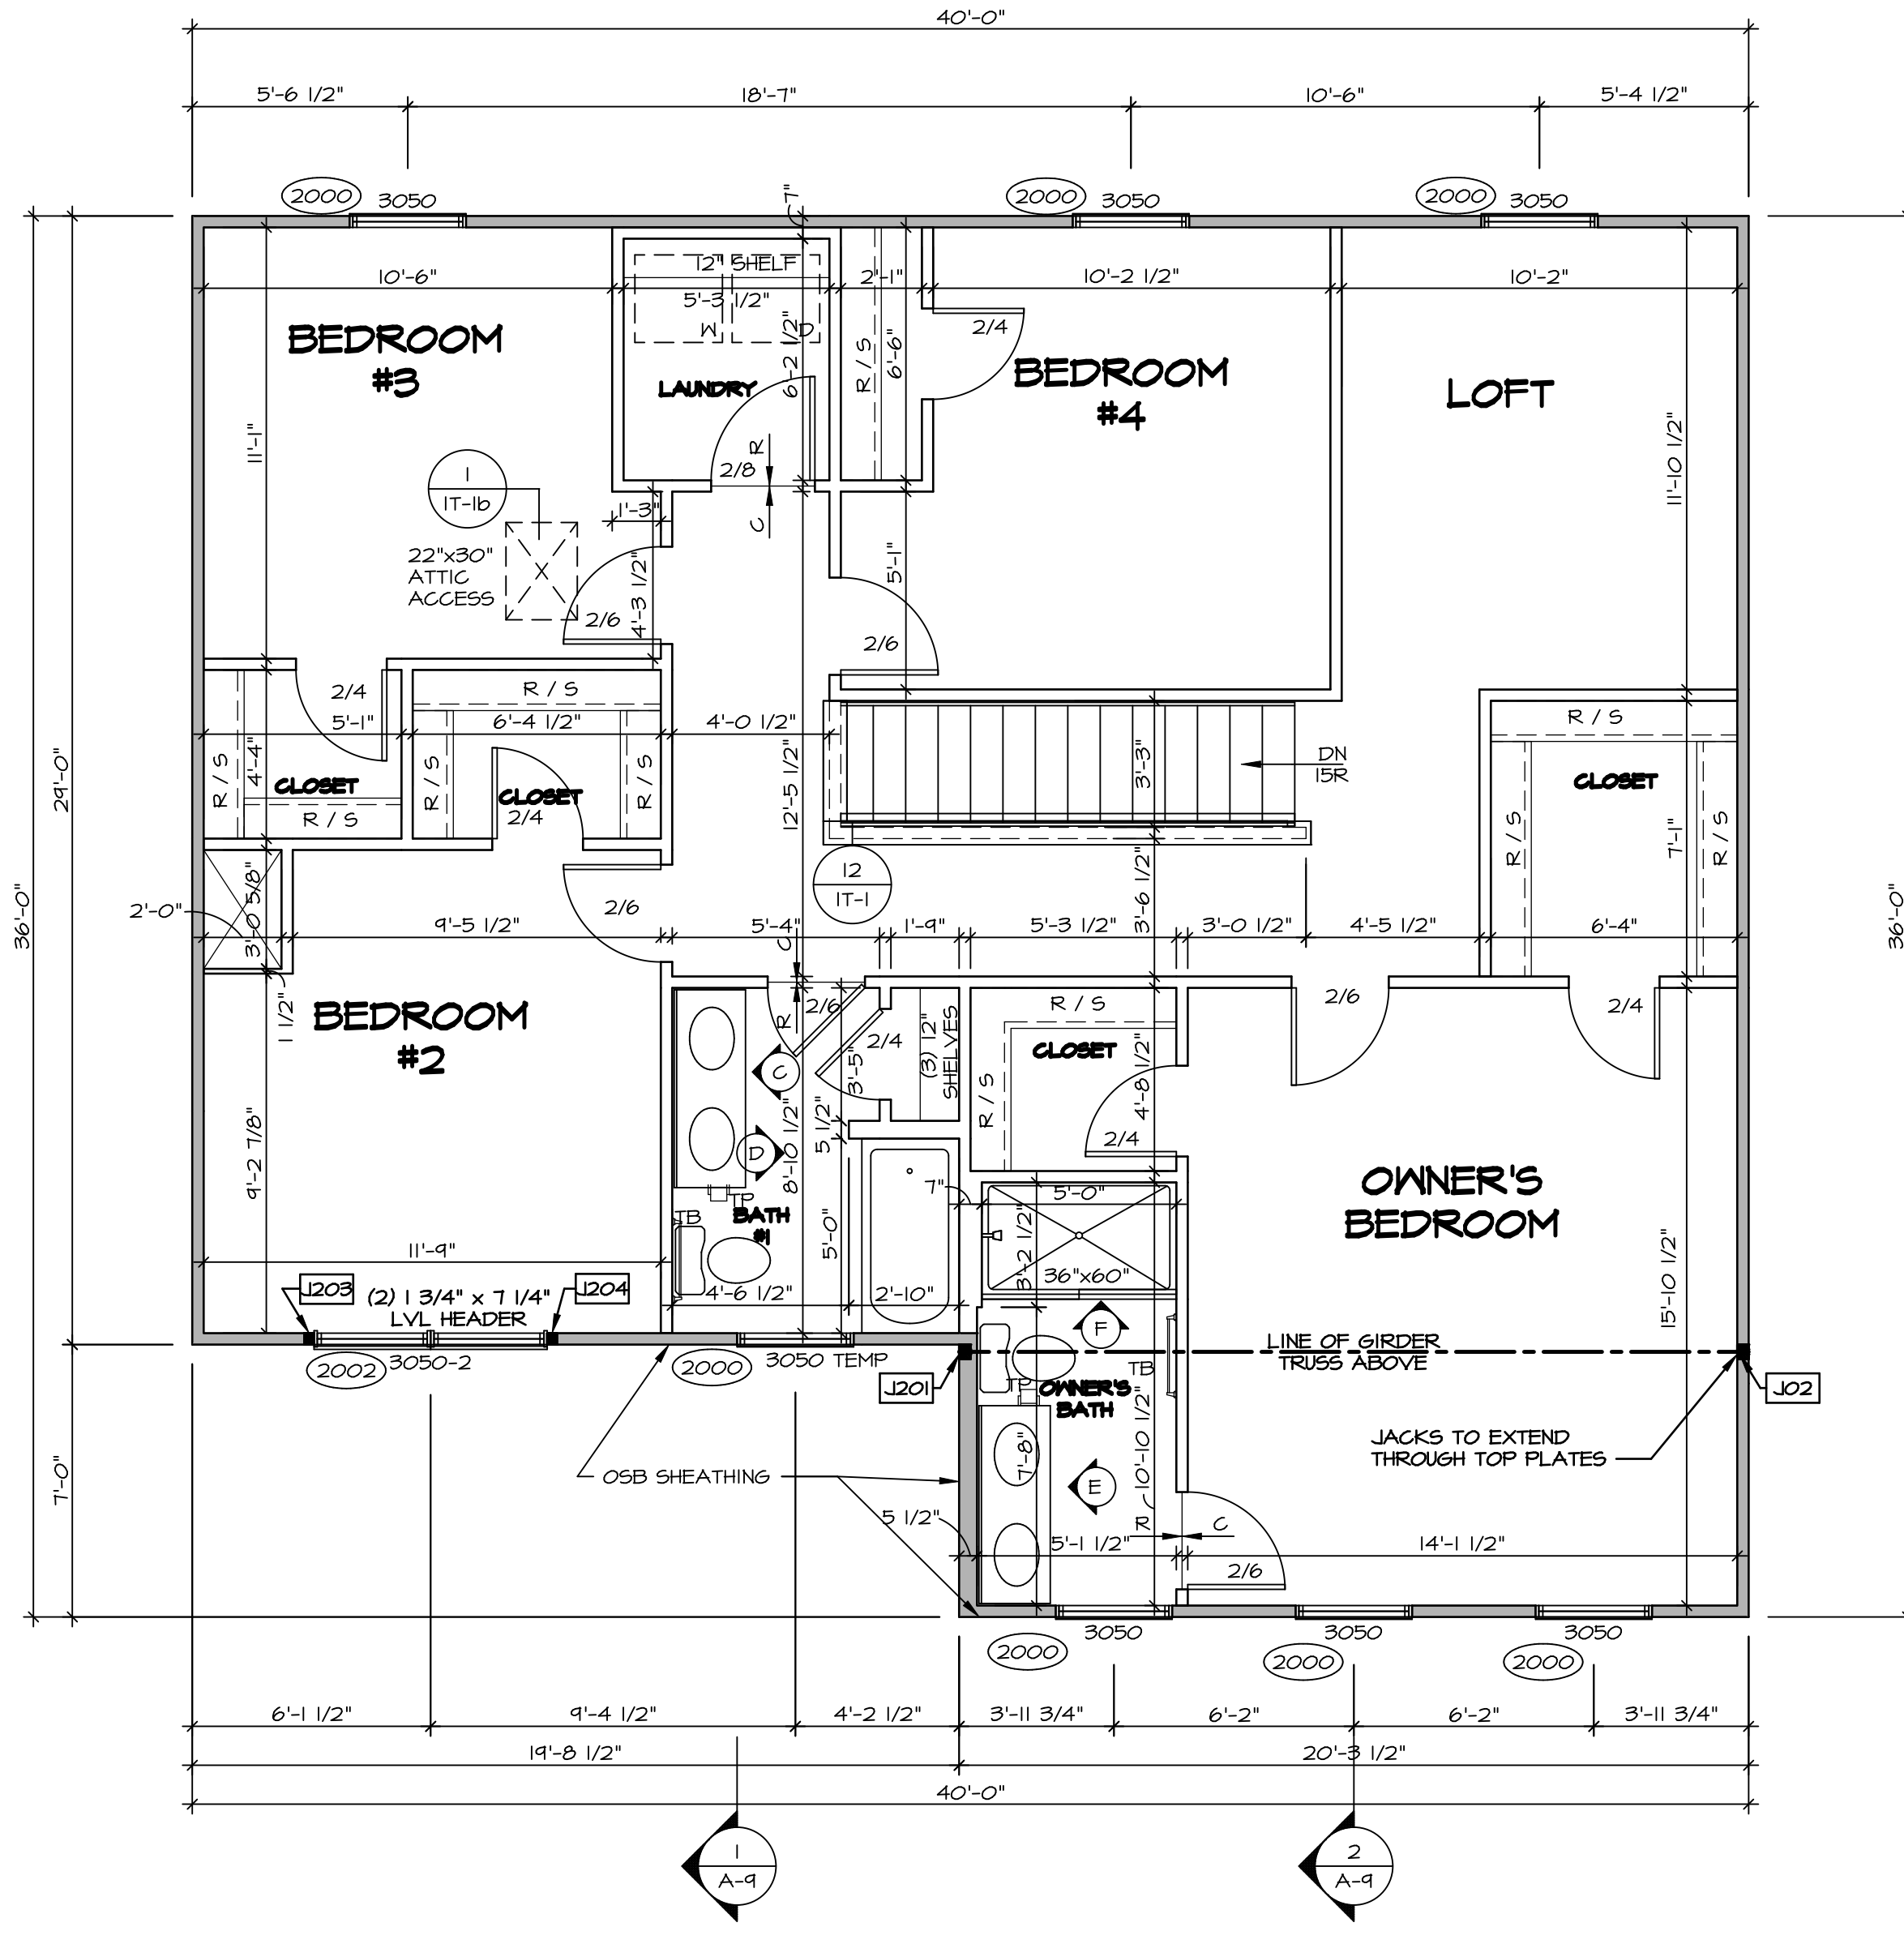 40'-0"
5'-6 1/2" 18'-7" 10'-6" 5'-4 1/2"
2000 3050 7" 2000 3050 2000 3050
12" SHELF
10'-6" 2'-1" 10'-2 1/2" 10'-2"
5'-3 1/2"
W D
BEDROOM
#3
6'-2 1/2"
R / S
6'-6"
2/4
BEDROOM
#4
LOFT
LAUNDRY
11'-1"
11'-10 1/2"
2/8 R
C
1
1T-1b
1'-3"
22"x30"
ATTIC
ACCESS
4'-3 1/2"
5'-1"
2/6
2/6
2/4 R / S R / S
5'-1" 6'-4 1/2" 4'-0 1/2"
R / S
4'-4"
CLOSET
R / S
R / S
CLOSET
2/4
R / S
12'-5 1/2"
3'-3"
DN
15R
CLOSET
R / S
7'-1"
R / S
29'-0"
36'-0"
36'-0"
12
1T-1
2'-0"
3'-0 5/8"
2/6
3'-6 1/2"
9'-5 1/2" 5'-4" 1'-9" 5'-3 1/2" 3'-0 1/2" 4'-5 1/2" 6'-4"
C
R
1 1/2"
BEDROOM
#2
2/6
2/4
(3) 12"
SHELVES
R / S
CLOSET
R / S
4'-8 1/2"
2/4
2/6 2/4
C
3'-5"
5 1/2"
D
8'-10 1/2"
9'-2 7/8"
TP
TB
BATH
#1
5'-0"
7"
5'-0"
3'-2 1/2"
36"x60"
OWNER'S
BEDROOM
15'-10 1/2"
11'-9"
J203 (2) 1 3/4" x 7 1/4" J204
LVL HEADER
4'-6 1/2" 2'-10"
F
LINE OF GIRDER
TRUSS ABOVE
2002 3050-2 2000 3050 TEMP
J201 J02
TP TB
OWNER'S
BATH
7'-8"
10'-10 1/2"
JACKS TO EXTEND
THROUGH TOP PLATES
E
7'-0"
OSB SHEATHING
5 1/2"
R C
5'-1 1/2" 14'-1 1/2"
2/6
3050 3050 3050
2000 2000 2000
6'-1 1/2" 9'-4 1/2" 4'-2 1/2" 3'-11 3/4" 6'-2" 6'-2" 3'-11 3/4"
19'-8 1/2" 20'-3 1/2"
40'-0"
1
A-9
2
A-9